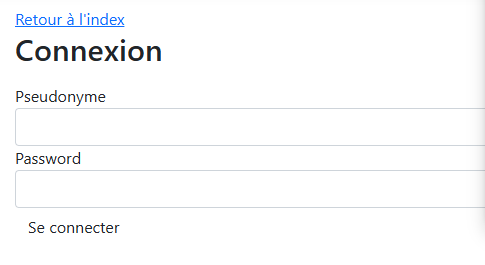 Retour à l'index
Connexion
Pseudonyme
Password
Se connecter